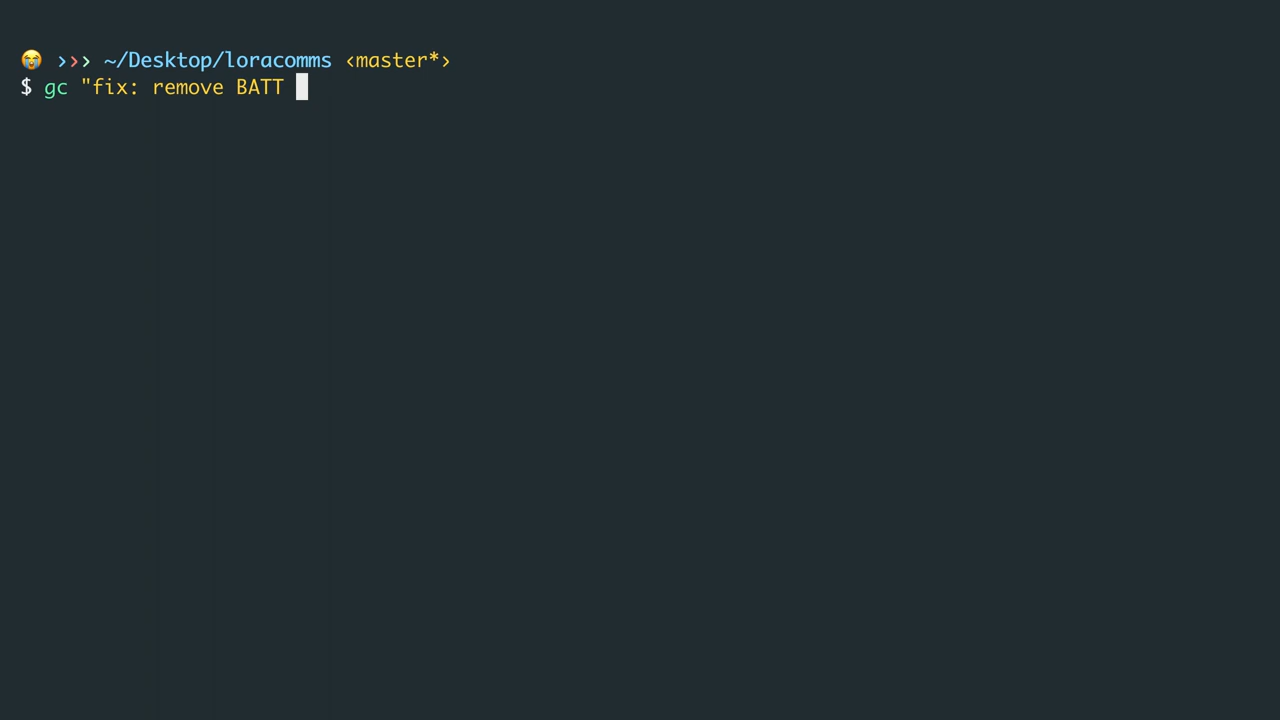 😭 ››› ~/Desktop/loracomms ‹master*›
$ gc "fix: remove BATT